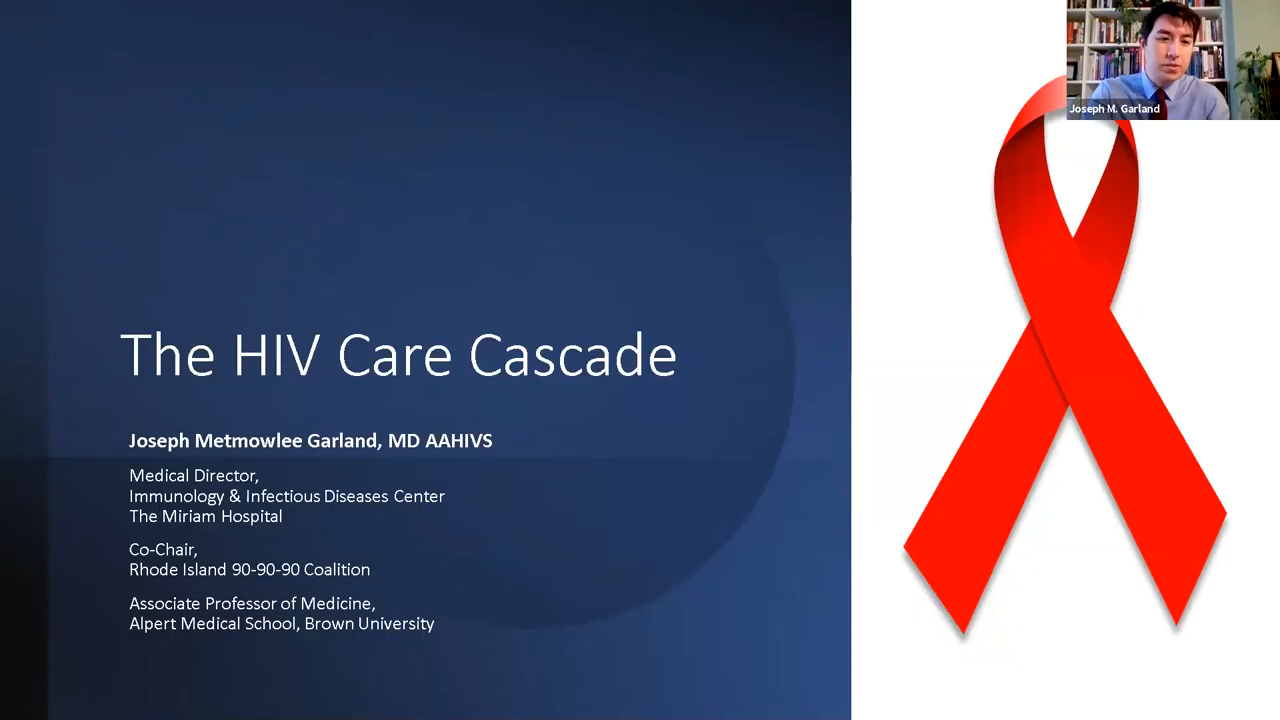 The HIV Care Cascade
Joseph Metmowlee Garland, MD AAHIVS
Medical Director,
Immunology & Infectious Diseases Center
The Miriam Hospital
Co-Chair,
Rhode Island 90-90-90 Coalition
Associate Professor of Medicine,
Alpert Medical School, Brown University
Joseph M. Garland